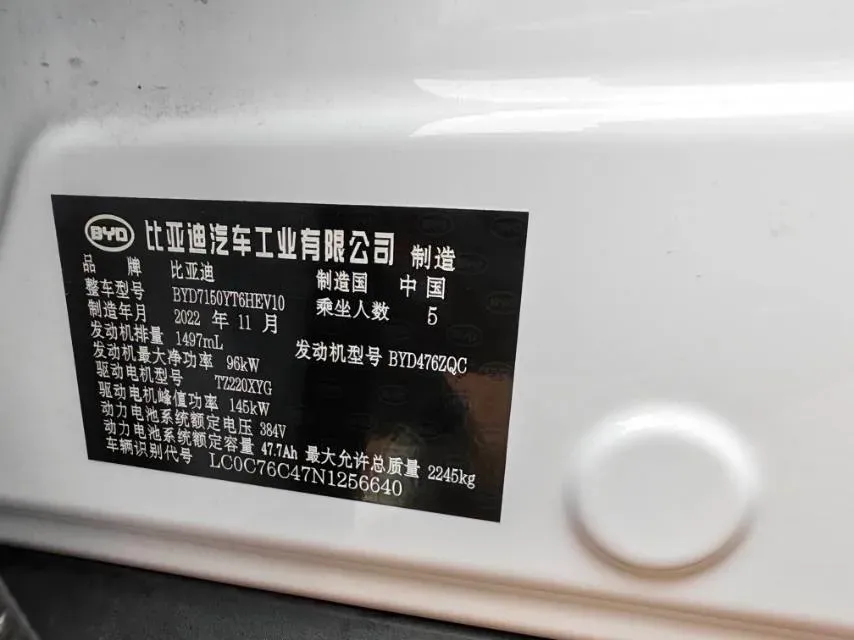 BYD 比亚迪汽车工业有限公司 制造
品牌 比亚迪 制造国 中国
整车型号 BYD7150YT6HEV10 乘坐人数 5
制造年月 2022 年 11 月
发动机排量 1497mL 发动机型号 BYD476ZQC
发动机最大净功率 96kW
驱动电机型号 TZ220XYG
驱动电机峰值功率 145kW
动力电池系统额定电压 384V
动力电池系统额定容量 47.7Ah 最大允许总质量 2245kg
车辆识别代号 LC0C76C47N1256640